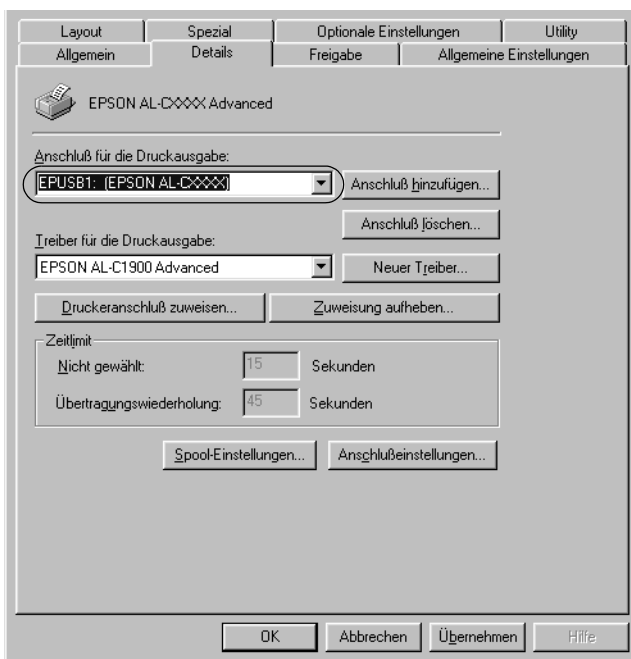 Layout Spezial Optionale Einstellungen Utility
Allgemein Details Freigabe Allgemeine Einstellungen
EPSON AL-CXXXX Advanced
Anschluß für die Druckausgabe:
EPUSB1: (EPSON AL-CXXXX) Anschluß hinzufügen...
Anschluß löschen...
Treiber für die Druckausgabe:
EPSON AL-C1900 Advanced Neuer Treiber...
Druckeranschluß zuweisen... Zuweisung aufheben...
Zeitlimit
Nicht gewählt: 15 Sekunden
Übertragungswiederholung: 45 Sekunden
Spool-Einstellungen... Anschlußeinstellungen...
OK Abbrechen Übernehmen Hilfe